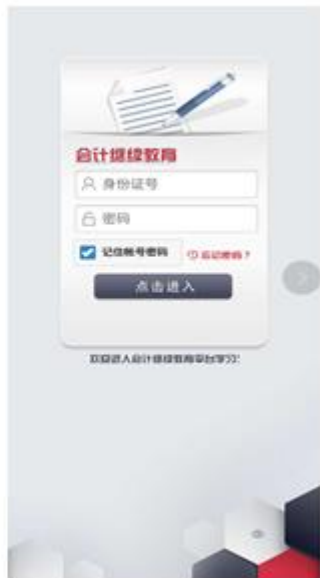 会计继续教育
身份证号
密码
记住帐号密码 忘记密码？
点击进入
欢迎进入会计继续教育平台学习!